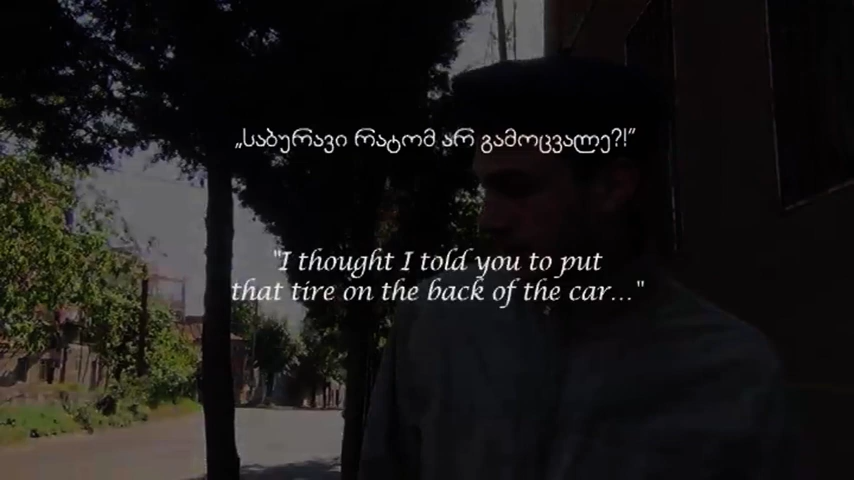 „საბურავი რატომ არ გამოცვალე?!“
"I thought I told you to put
that tire on the back of the car..."